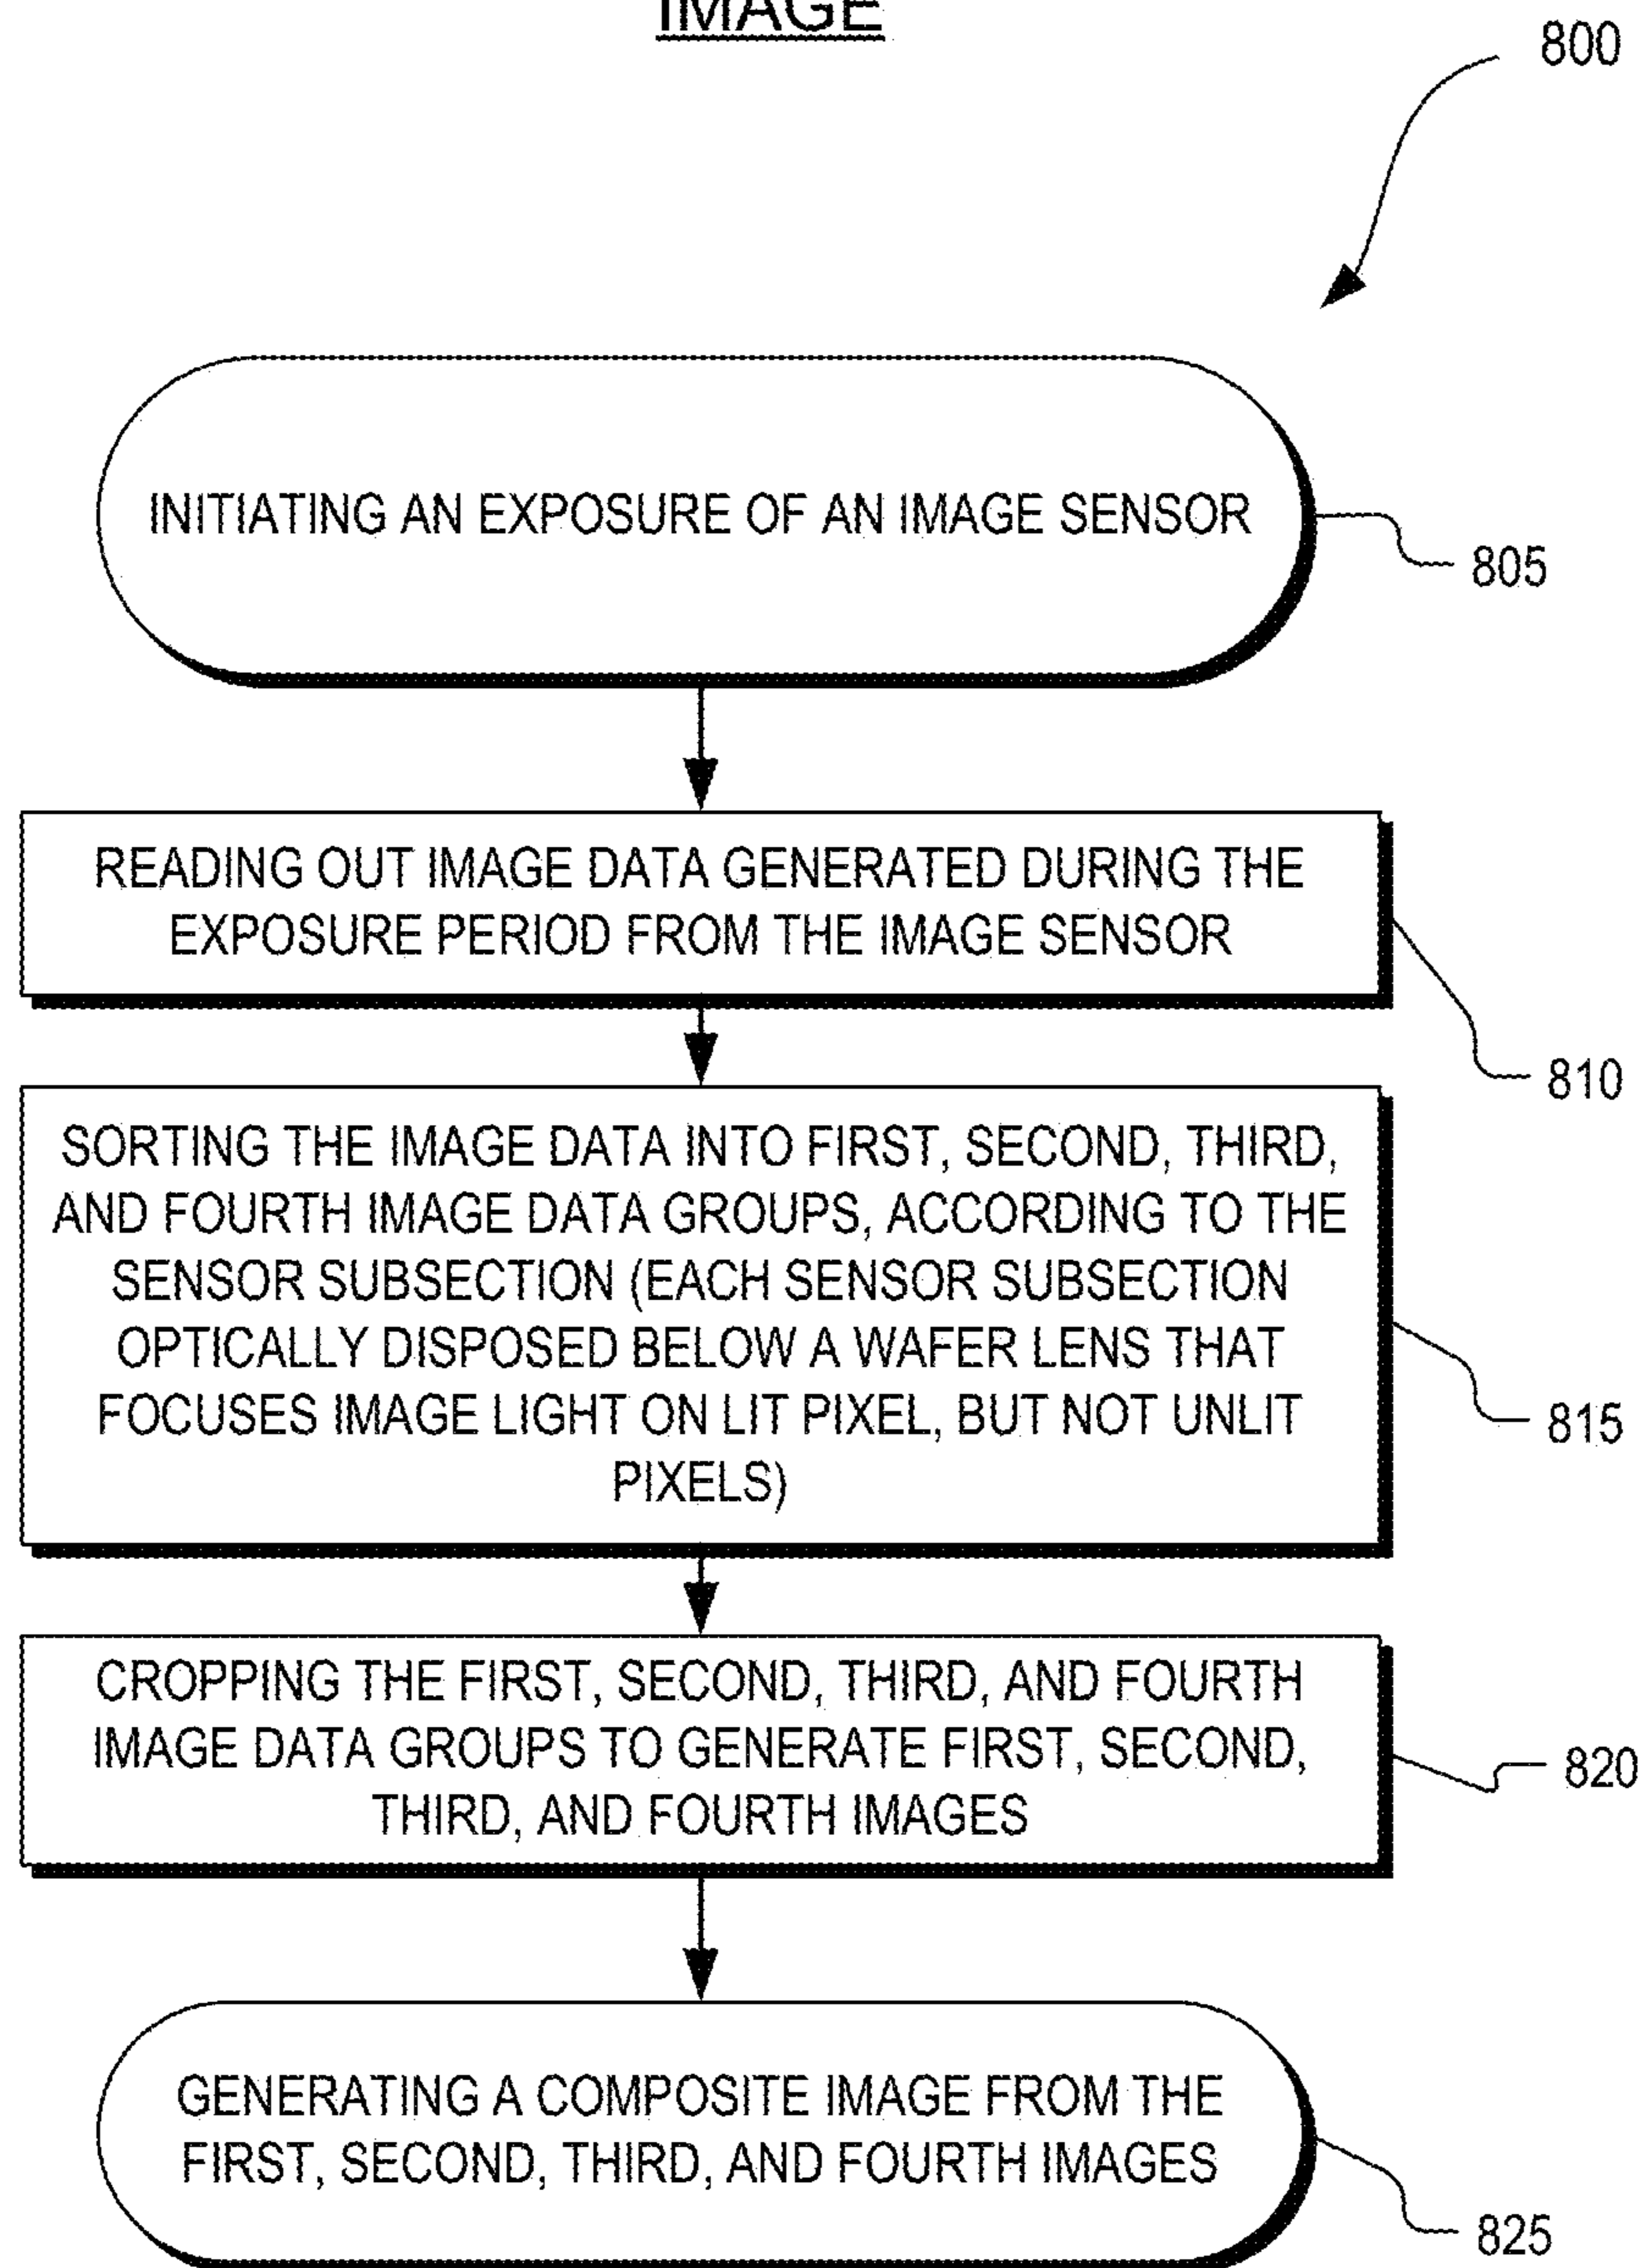 IMAGE
800
INITIATING AN EXPOSURE OF AN IMAGE SENSOR
805
READING OUT IMAGE DATA GENERATED DURING THE
EXPOSURE PERIOD FROM THE IMAGE SENSOR
810
SORTING THE IMAGE DATA INTO FIRST, SECOND, THIRD,
AND FOURTH IMAGE DATA GROUPS, ACCORDING TO THE
SENSOR SUBSECTION (EACH SENSOR SUBSECTION
OPTICALLY DISPOSED BELOW A WAFER LENS THAT
FOCUSES IMAGE LIGHT ON LIT PIXEL, BUT NOT UNLIT
PIXELS)
815
CROPPING THE FIRST, SECOND, THIRD, AND FOURTH
IMAGE DATA GROUPS TO GENERATE FIRST, SECOND,
THIRD, AND FOURTH IMAGES
820
GENERATING A COMPOSITE IMAGE FROM THE
FIRST, SECOND, THIRD, AND FOURTH IMAGES
825